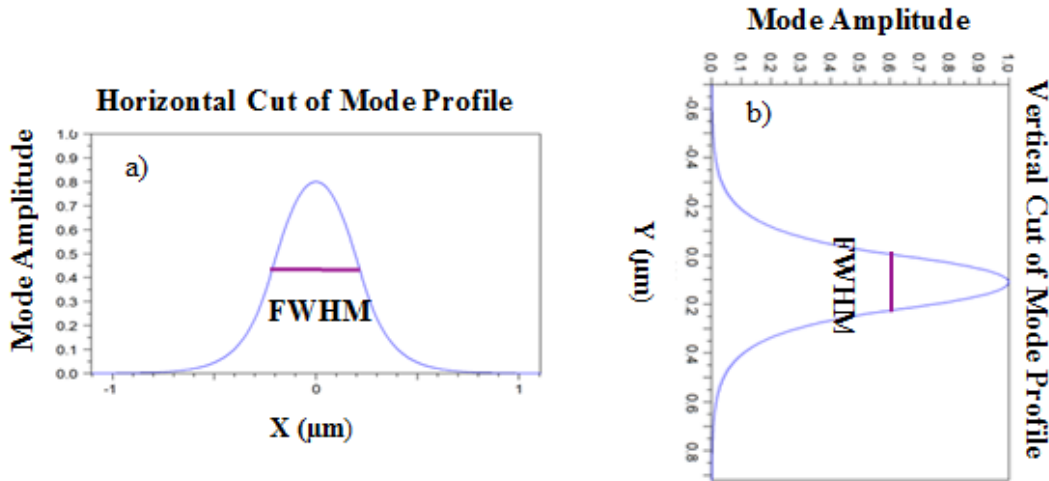 Horizontal Cut of Mode Profile
Mode Amplitude
a)
1.0
0.9
0.8
0.7
0.6
0.5
0.4
0.3
0.2
0.1
0.0
FWHM
-1 0 1
X (μm)
Mode Amplitude
0.0 0.1 0.2 0.3 0.4 0.5 0.6 0.7 0.8 0.9 1.0
b)
-0.6
-0.4
-0.2
0.0
0.2
0.4
0.6
0.8
Y (μm)
FWHM
Vertical Cut of Mode Profile